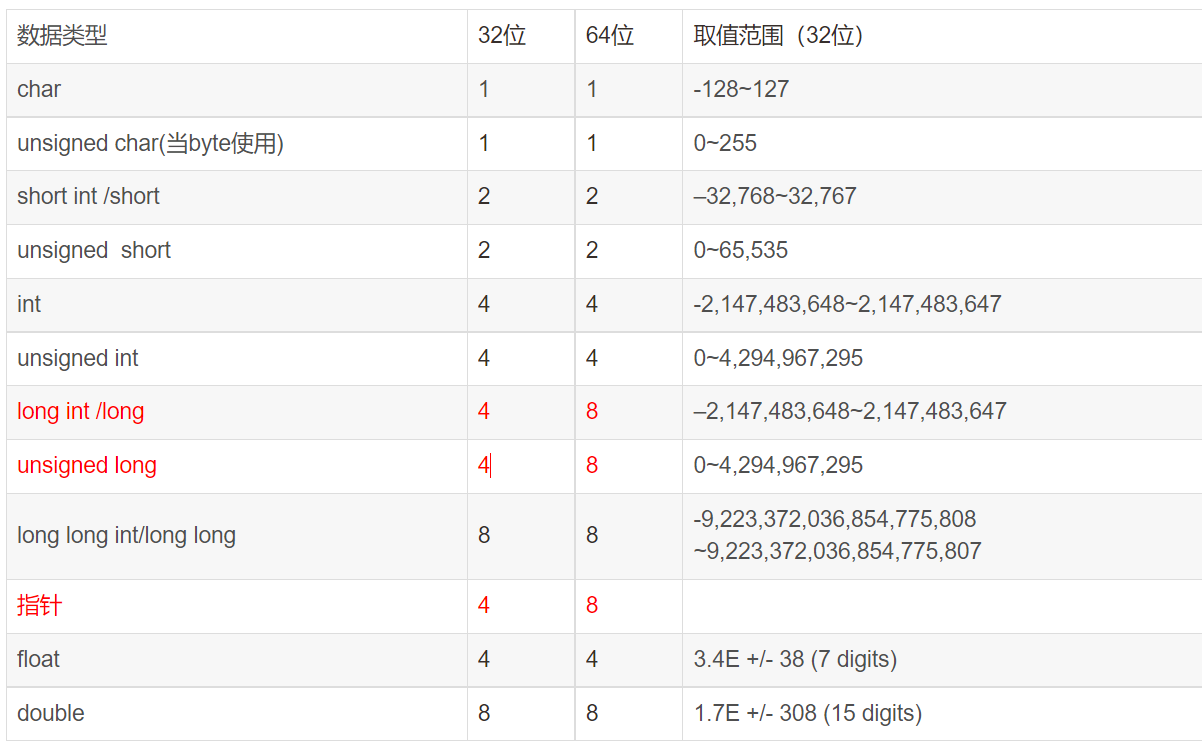 数据类型 32位 64位 取值范围（32位）
char 1 1 -128~127
unsigned char(当byte使用) 1 1 0~255
short int /short 2 2 –32,768~32,767
unsigned  short 2 2 0~65,535
int 4 4 -2,147,483,648~2,147,483,647
unsigned int 4 4 0~4,294,967,295
long int /long 4 8 –2,147,483,648~2,147,483,647
unsigned long 4 8 0~4,294,967,295
long long int/long long 8 8 -9,223,372,036,854,775,808
~9,223,372,036,854,775,807
指针 4 8
float 4 4 3.4E +/- 38 (7 digits)
double 8 8 1.7E +/- 308 (15 digits)